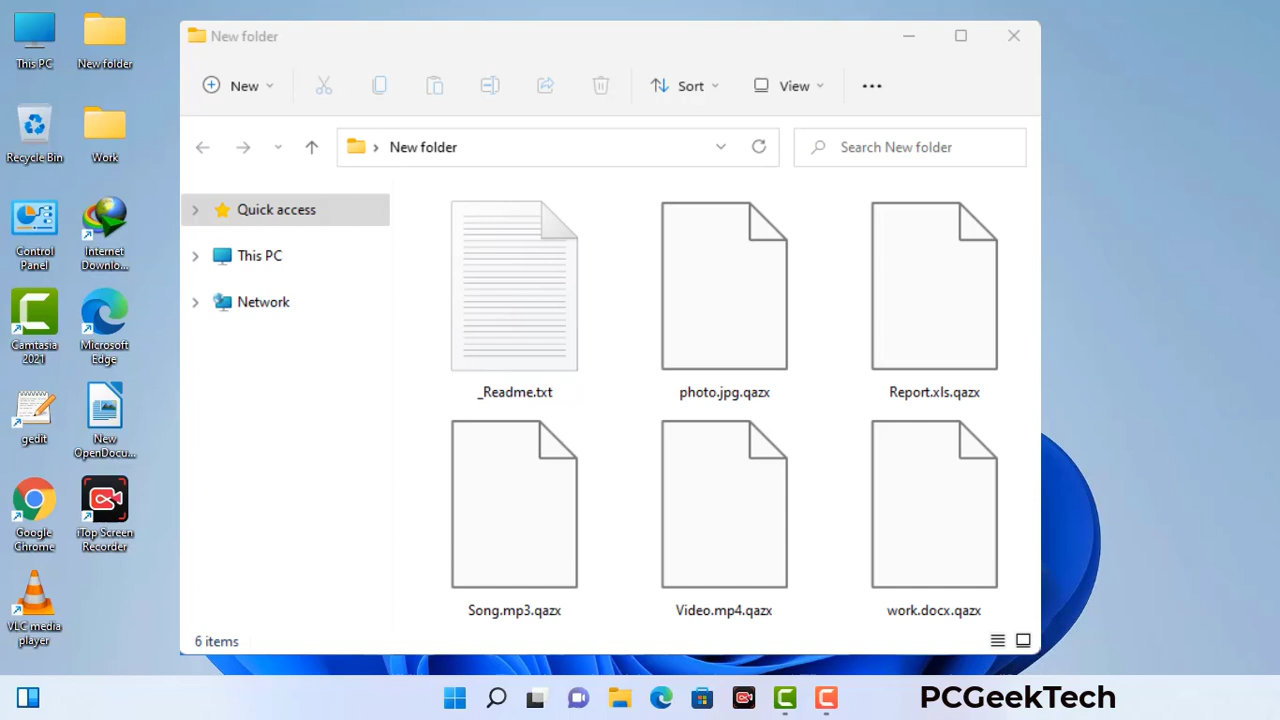 This PC
New folder
Recycle Bin
Work
Control
Panel
Internet
Downlo...
Camtasia
2021
Microsoft
Edge
gedit
New
OpenDocu...
Google
Chrome
iTop Screen
Recorder
VLC media
player
New folder
New
Sort
View
New folder
Search New folder
Quick access
This PC
Network
_Readme.txt
photo.jpg.qazx
Report.xls.qazx
Song.mp3.qazx
Video.mp4.qazx
work.docx.qazx
6 items
PCGeekTech